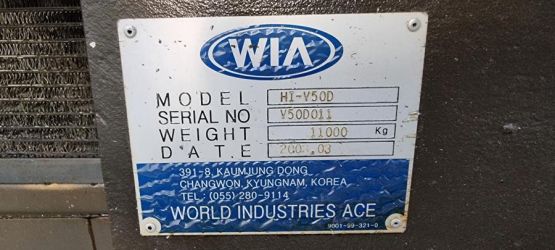 WIA
MODEL HI-V50D
SERIAL NO V50D011
WEIGHT 11000 Kg
DATE
391-8, KAUMJUNG DONG,
CHANGWON, KYUNGNAM, KOREA
TEL : (055) 280-9114
WORLD INDUSTRIES ACE
9001-99-321-0